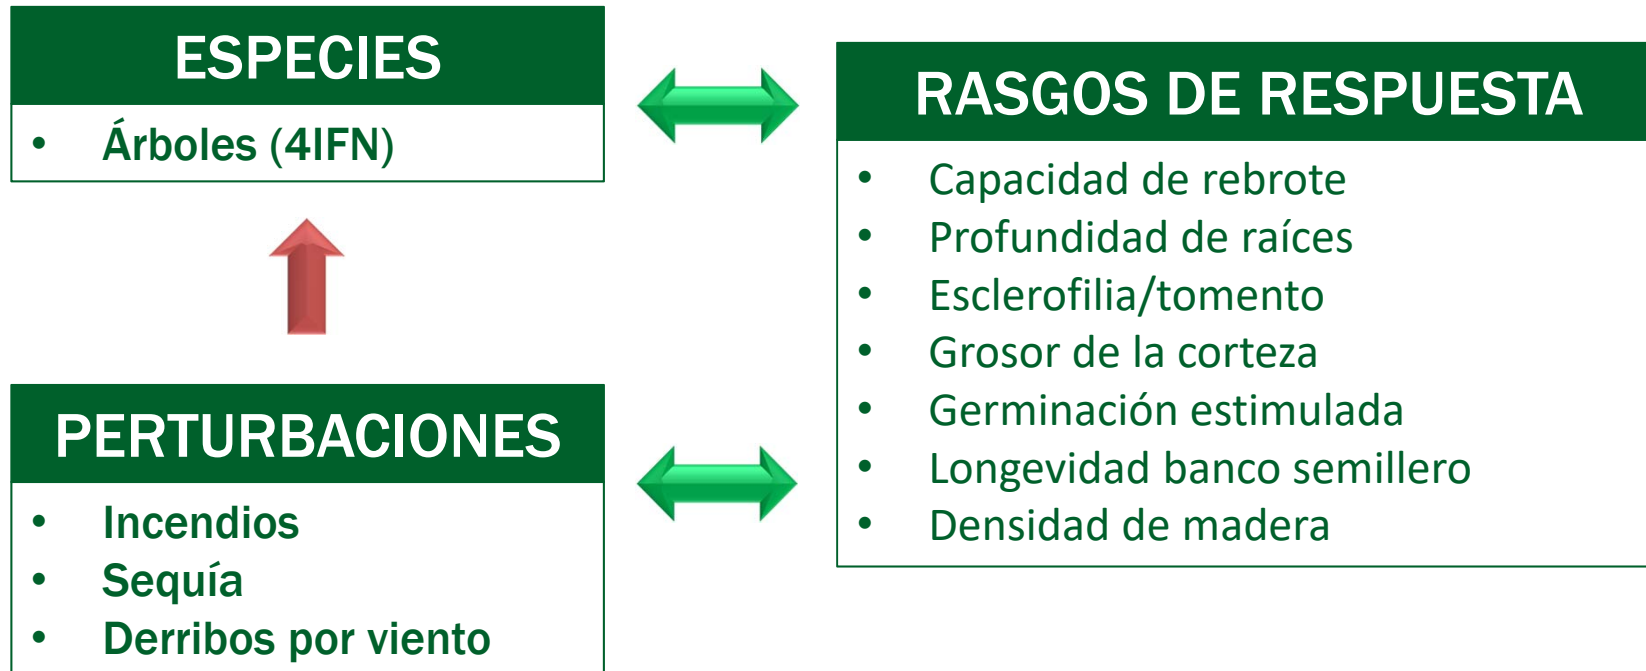 ESPECIES
• Árboles (4IFN)
PERTURBACIONES
• Incendios
• Sequía
• Derribos por viento
RASGOS DE RESPUESTA
• Capacidad de rebrote
• Profundidad de raíces
• Esclerofilia/tomento
• Grosor de la corteza
• Germinación estimulada
• Longevidad banco semillero
• Densidad de madera